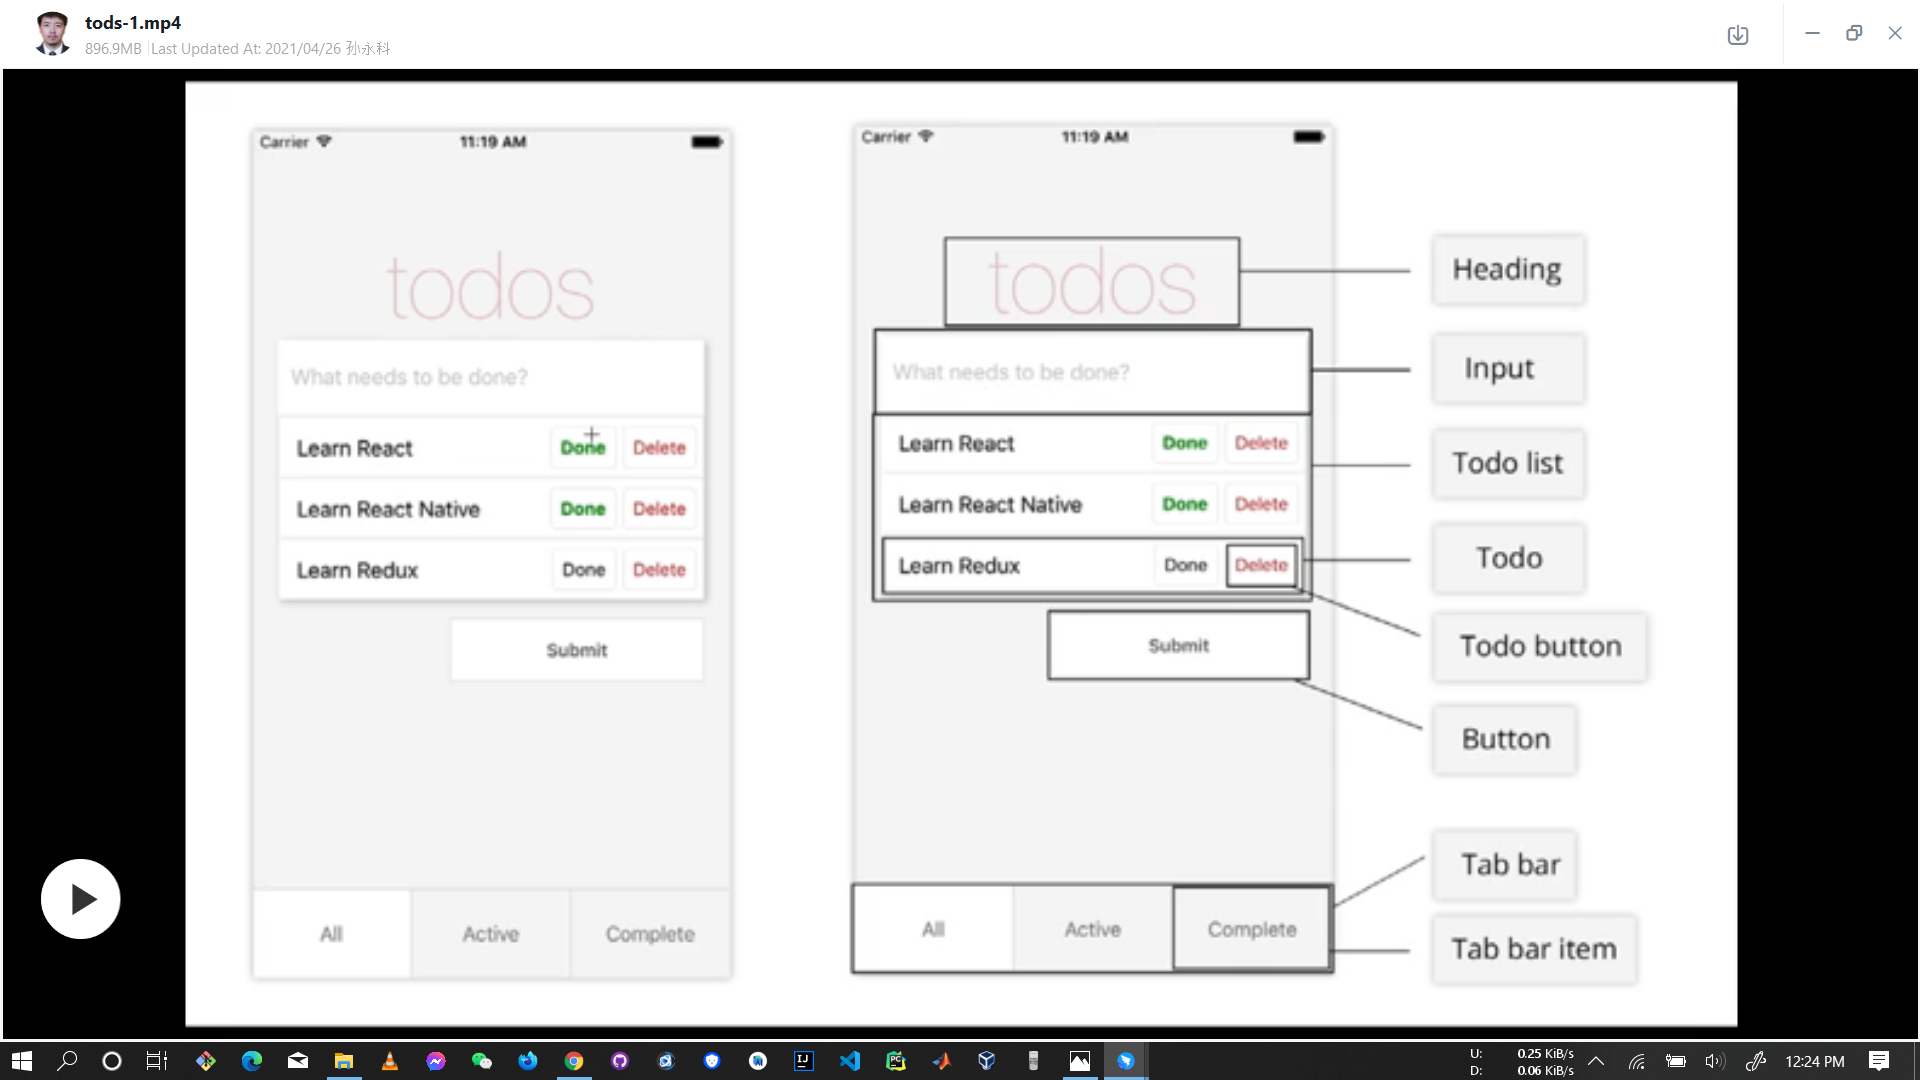 tods-1.mp4
896.9MB |Last Updated At: 2021/04/26 孙永科
Carrier 11:19 AM
todos
What needs to be done?
Learn React Done Delete
Learn React Native Done Delete
Learn Redux Done Delete
Submit
All Active Complete
Carrier 11:19 AM
todos
What needs to be done?
Learn React Done Delete
Learn React Native Done Delete
Learn Redux Done Delete
Submit
All Active Complete
Heading
Input
Todo list
Todo
Todo button
Button
Tab bar
Tab bar item
U: 0.25 KiB/s
D: 0.06 KiB/s
12:24 PM